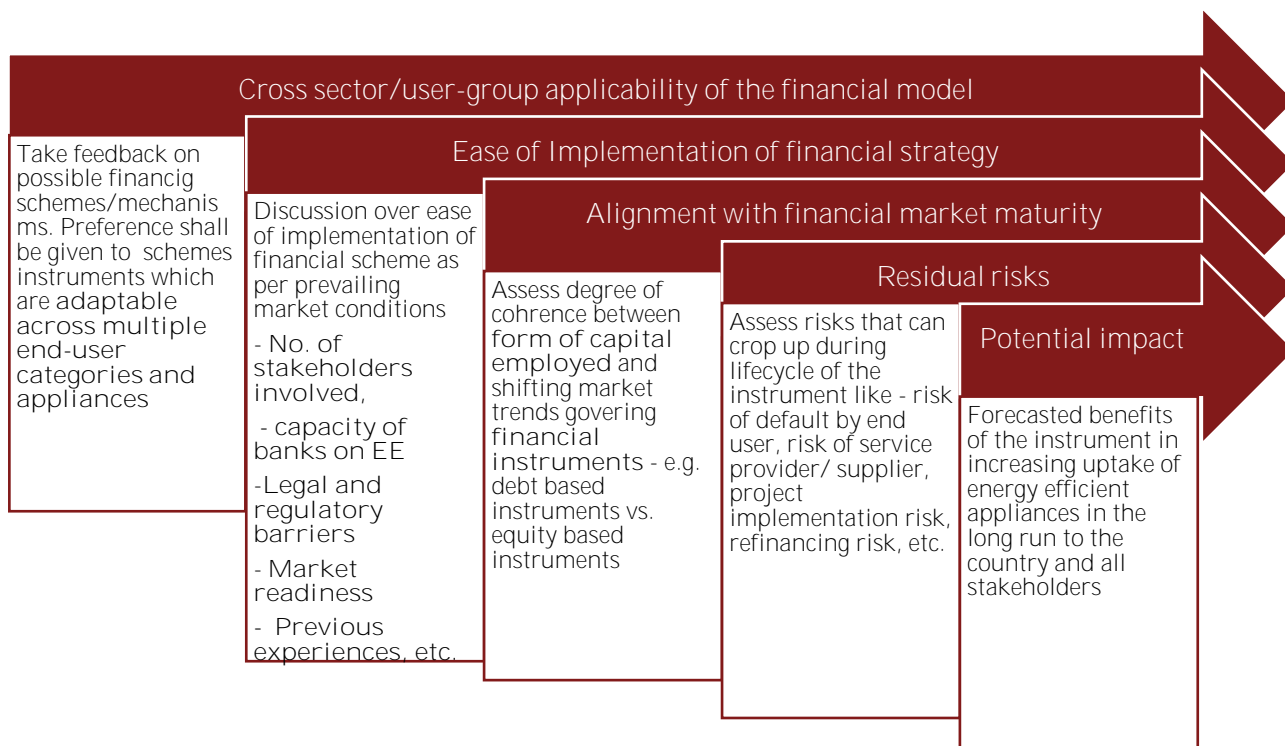 Cross sector/user-group applicability of the financial model
Take feedback on
possible financig
schemes/mechanis
ms. Preference shall
be given to schemes
instruments which
are adaptable
across multiple
end-user
categories and
appliances
Ease of Implementation of financial strategy
Discussion over ease
of implementation of
financial scheme as
per prevailing
market conditions
- No. of
stakeholders
involved,
- capacity of
banks on EE
-Legal and
regulatory
barriers
- Market
readiness
- Previous
experiences, etc.
Alignment with financial market maturity
Assess degree of
cohrence between
form of capital
employed and
shifting market
trends govering
financial
instruments - e.g.
debt based
instruments vs.
equity based
instruments
Residual risks
Assess risks that can
crop up during
lifecycle of the
instrument like - risk
of default by end
user, risk of service
provider/ supplier,
project
implementation risk,
refinancing risk, etc.
Potential impact
Forecasted benefits
of the instrument in
increasing uptake of
energy efficient
appliances in the
long run to the
country and all
stakeholders